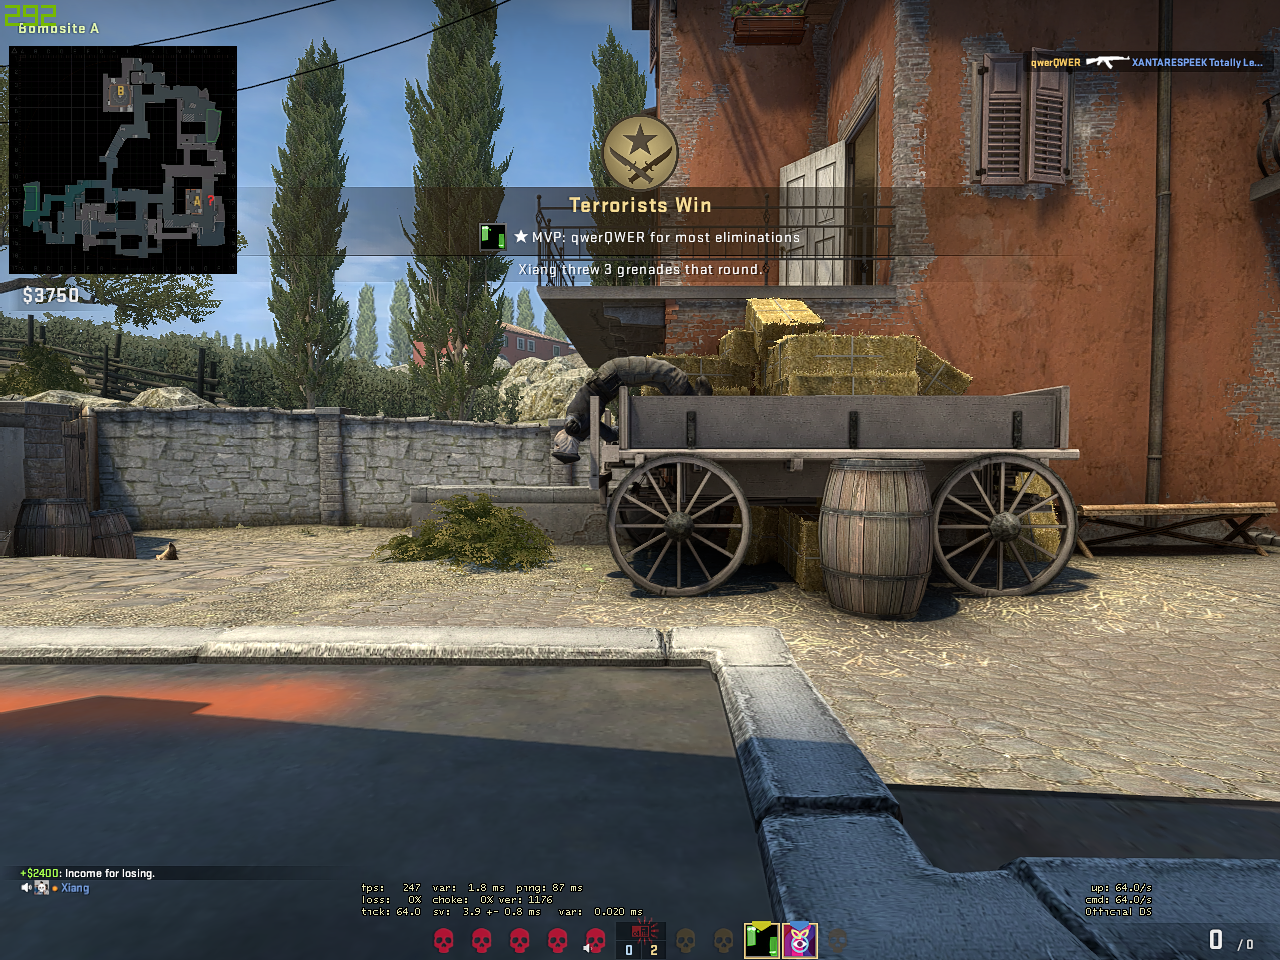 292
Bombsite A
B
A ?
qwerQWER XANTARESPEEK Totally Le...
Terrorists Win
MVP: qwerQWER for most eliminations
Xiang threw 3 grenades that round.
$3750
+$2400: Income for losing.
Xiang
fps: 247 var: 1.8 ms ping: 87 ms
loss: 0% choke: 0% ver: 1176
tick: 64.0 sv: 3.9 +- 0.8 ms var: 0.020 ms
up: 64.0/s
cmd: 64.0/s
Official DS
0 2
0 / 0